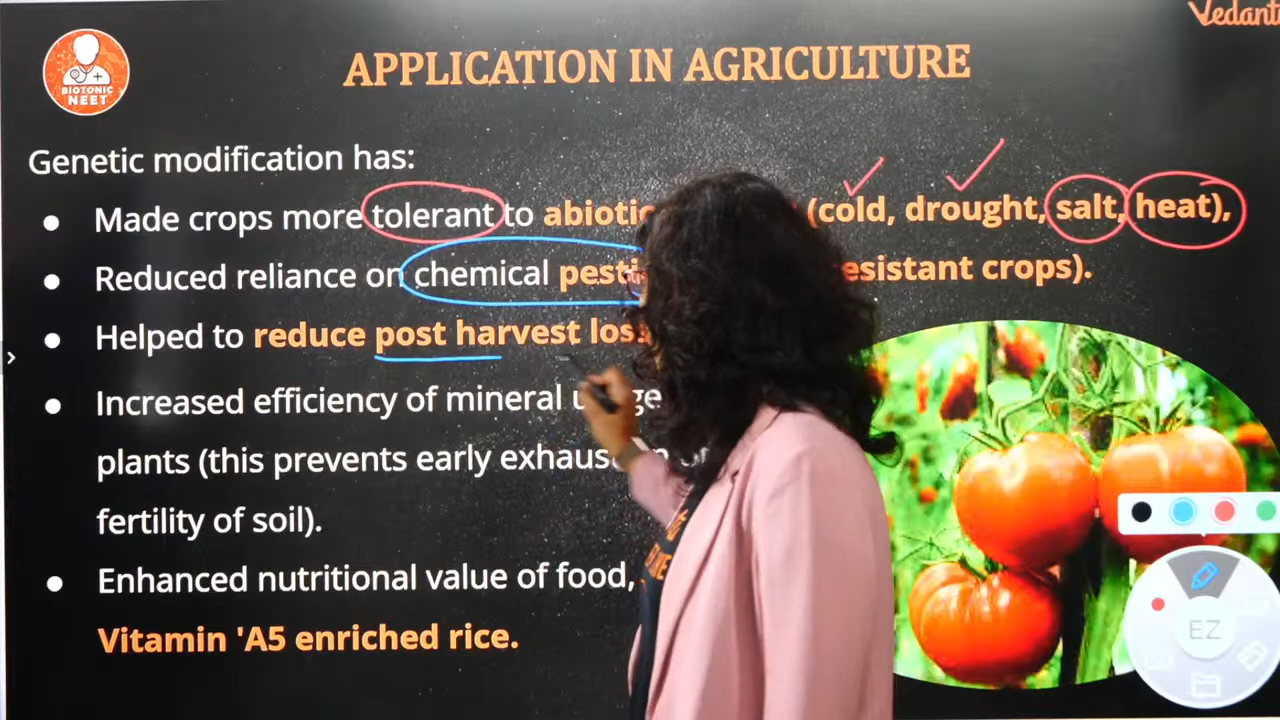 Vedant
BIOTONIC
NEET
APPLICATION IN AGRICULTURE
Genetic modification has:
Made crops more tolerant to abiotic (cold, drought, salt, heat),
Reduced reliance on chemical resistant crops).
Helped to reduce post harvest
Increased efficiency of mineral
plants (this prevents early
fertility of soil).
Enhanced nutritional value of food,
Vitamin 'A5 enriched rice.
EZ